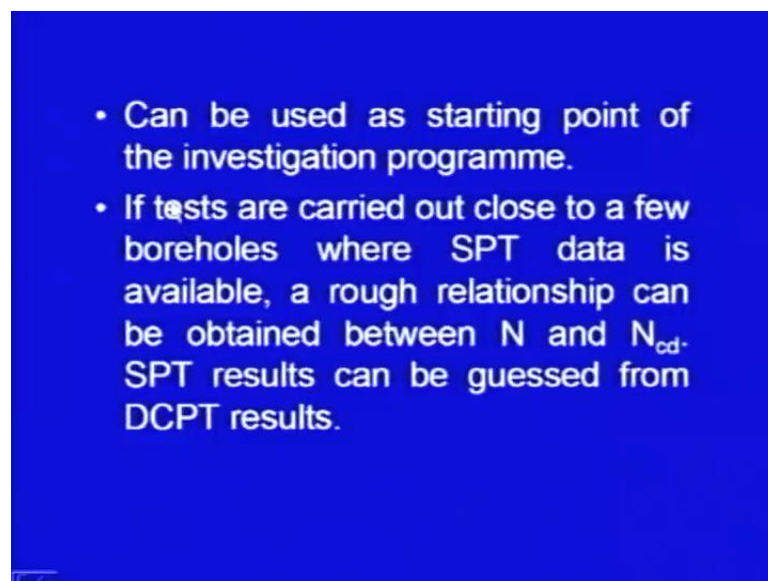 • Can be used as starting point of
the investigation programme.
• If tests are carried out close to a few
boreholes where SPT data is
available, a rough relationship can
be obtained between N and N_cd.
SPT results can be guessed from
DCPT results.